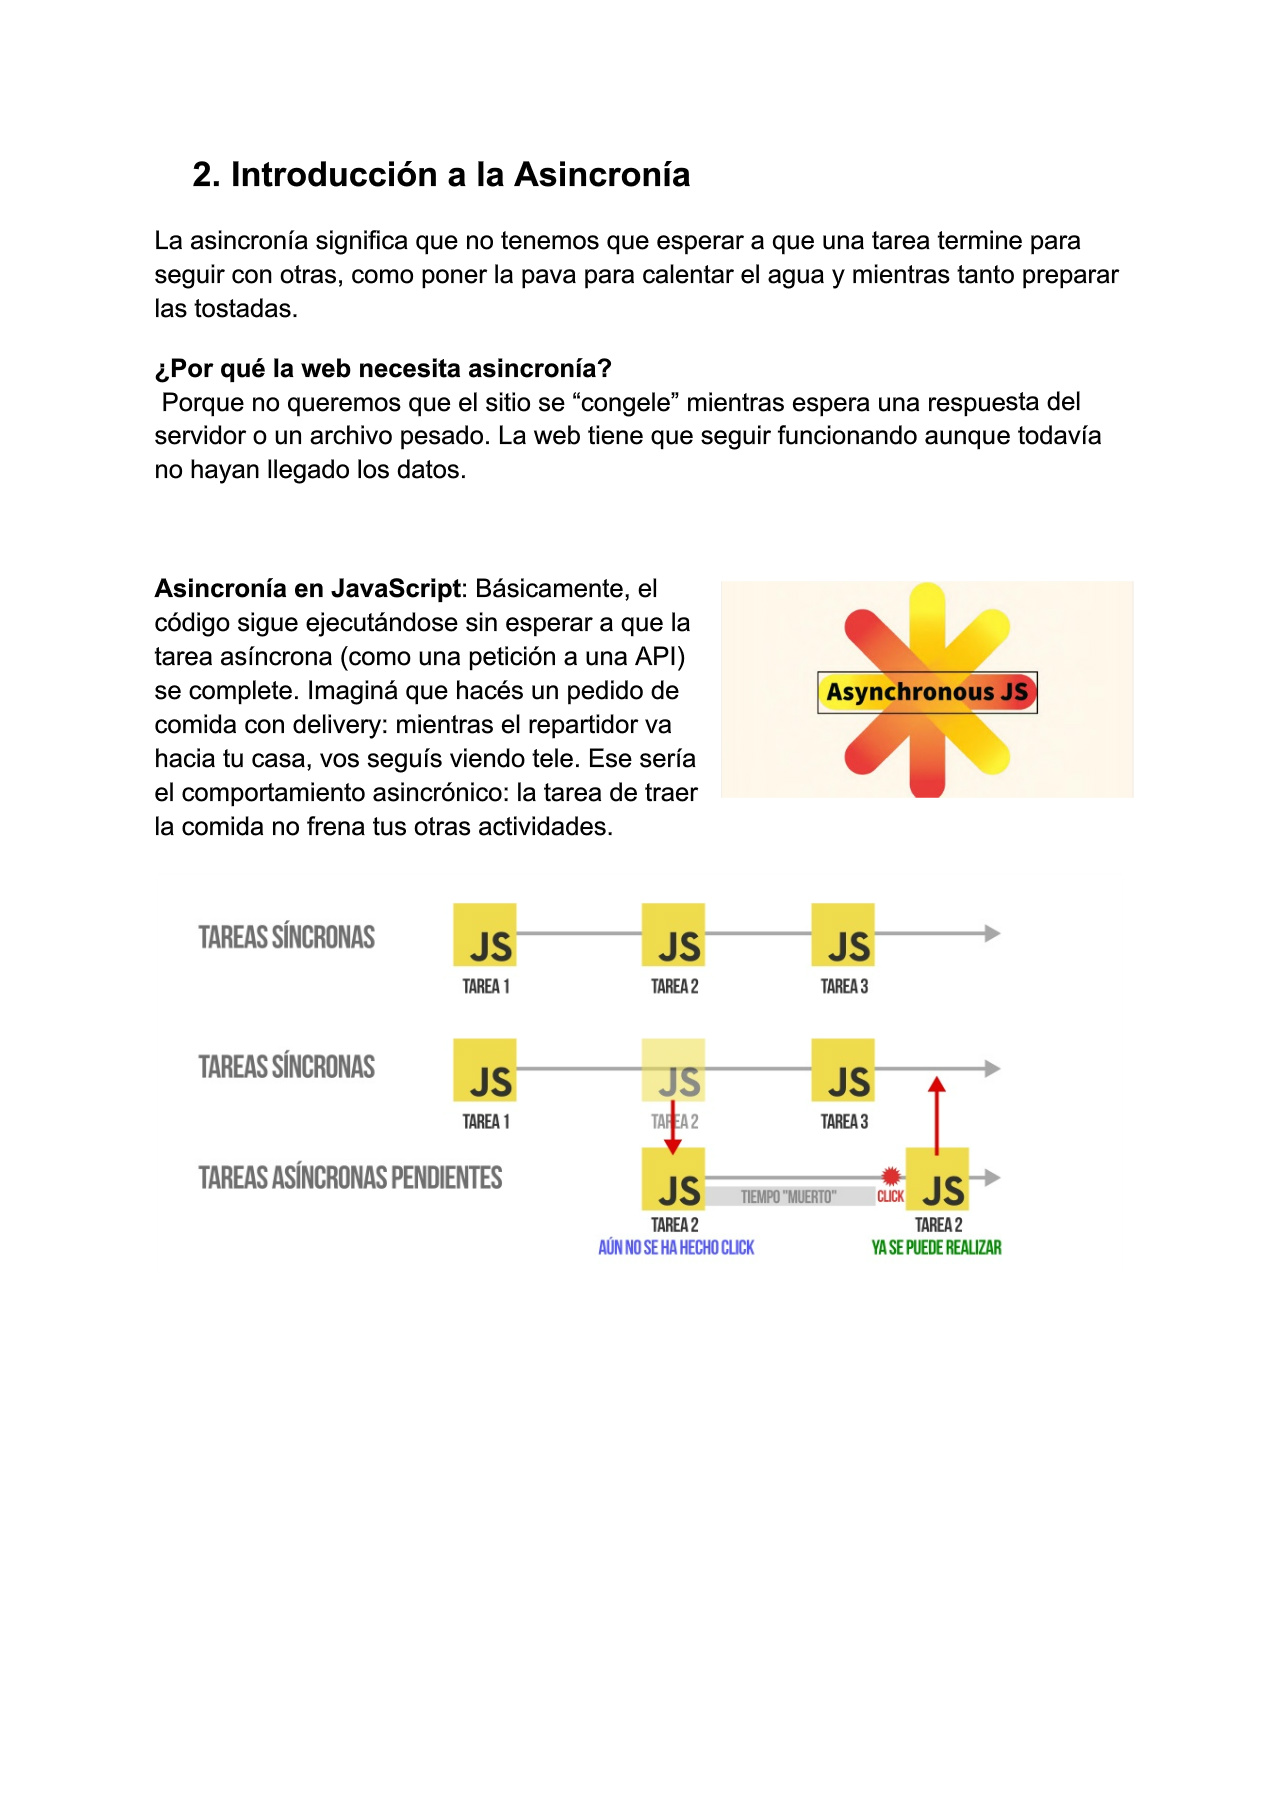 2. Introducción a la Asincronía
La asincronía significa que no tenemos que esperar a que una tarea termine para
seguir con otras, como poner la pava para calentar el agua y mientras tanto preparar
las tostadas.
¿Por qué la web necesita asincronía?
Porque no queremos que el sitio se “congele” mientras espera una respuesta del
servidor o un archivo pesado. La web tiene que seguir funcionando aunque todavía
no hayan llegado los datos.
Asincronía en JavaScript: Básicamente, el
código sigue ejecutándose sin esperar a que la
tarea asíncrona (como una petición a una API)
se complete. Imaginá que hacés un pedido de
comida con delivery: mientras el repartidor va
hacia tu casa, vos seguís viendo tele. Ese sería
el comportamiento asincrónico: la tarea de traer
la comida no frena tus otras actividades.
Asynchronous JS
TAREAS SÍNCRONAS
JS JS JS
TAREA 1 TAREA 2 TAREA 3
TAREAS SÍNCRONAS
JS JS JS
TAREA 1 TAREA 2 TAREA 3
TAREAS ASÍNCRONAS PENDIENTES
JS TIEMPO "MUERTO" CLICK JS
TAREA 2 TAREA 2
AÚN NO SE HA HECHO CLICK YA SE PUEDE REALIZAR